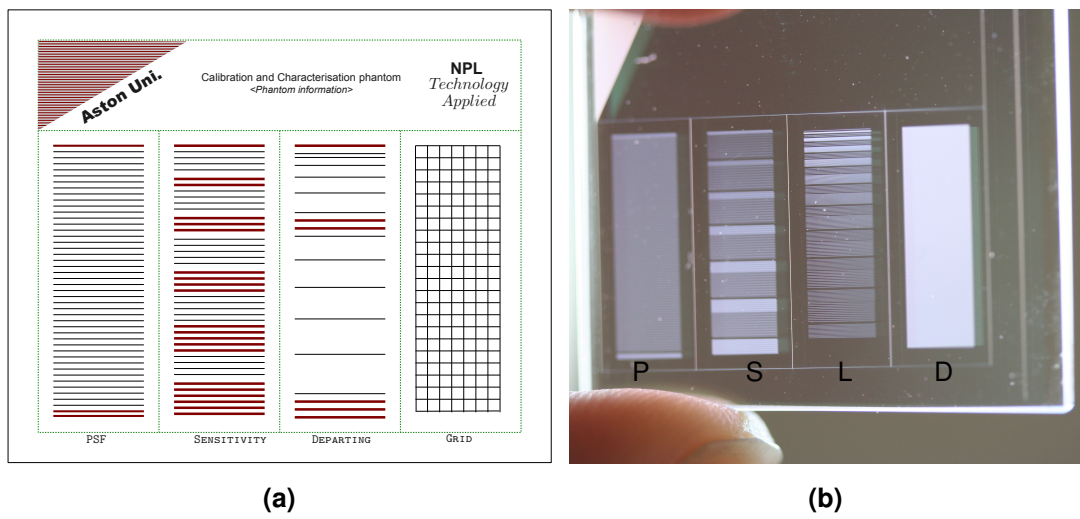 Aston Uni.
Calibration and Characterisation phantom
<Phantom information>
NPL
Technology
Applied
PSF
SENSITIVITY
DEPARTING
GRID
P S L D
(a)
(b)